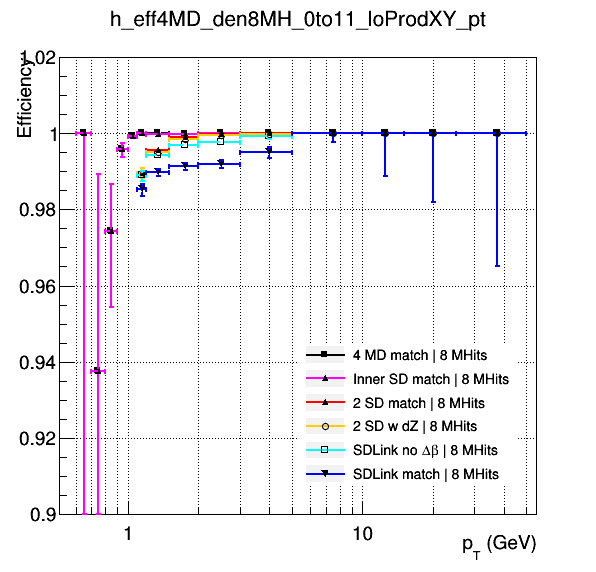 h_eff4MD_den8MH_0to11_loProdXY_pt
Efficiency
1.02
1
0.98
0.96
0.94
0.92
0.9
4 MD match | 8 MHits
Inner SD match | 8 MHits
2 SD match | 8 MHits
2 SD w dZ | 8 MHits
SDLink no Δβ | 8 MHits
SDLink match | 8 MHits
1
10
p_T (GeV)